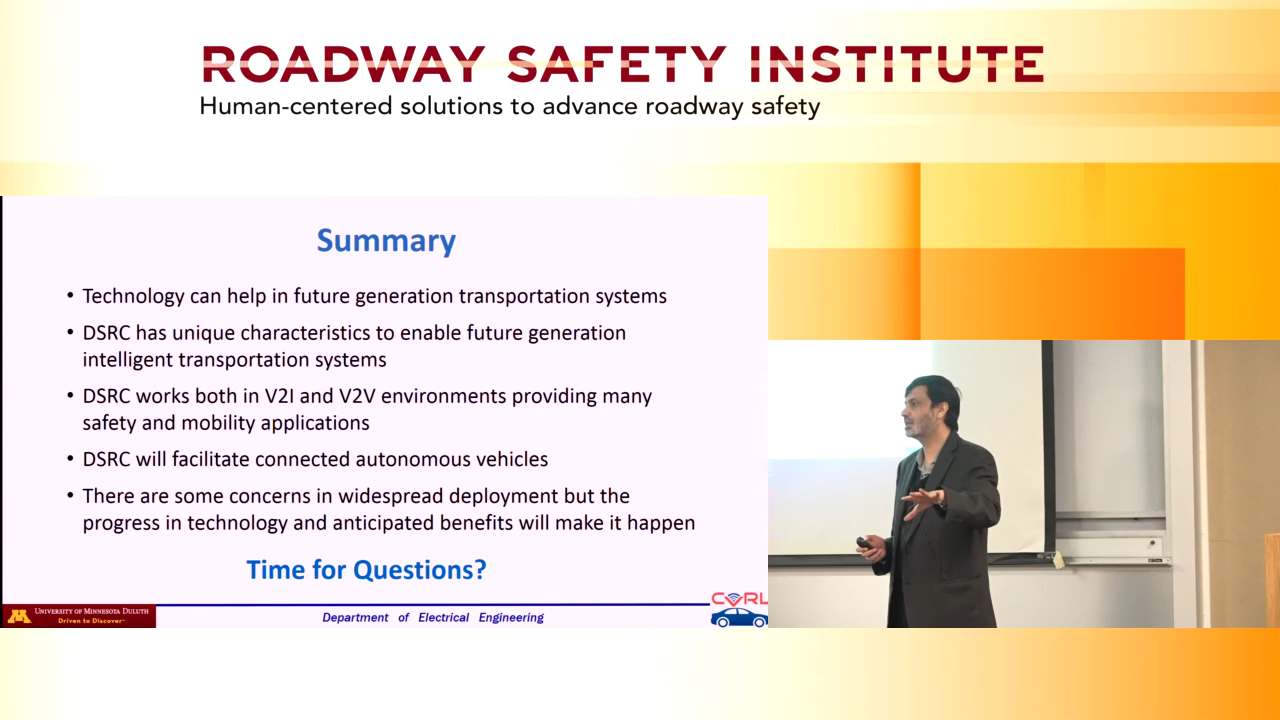 ROADWAY SAFETY INSTITUTE
Human-centered solutions to advance roadway safety
Summary
• Technology can help in future generation transportation systems
• DSRC has unique characteristics to enable future generation
intelligent transportation systems
• DSRC works both in V2I and V2V environments providing many
safety and mobility applications
• DSRC will facilitate connected autonomous vehicles
• There are some concerns in widespread deployment but the
progress in technology and anticipated benefits will make it happen
Time for Questions?
M
UNIVERSITY OF MINNESOTA DULUTH
Driven to Discover
Department of Electrical Engineering
CVRL